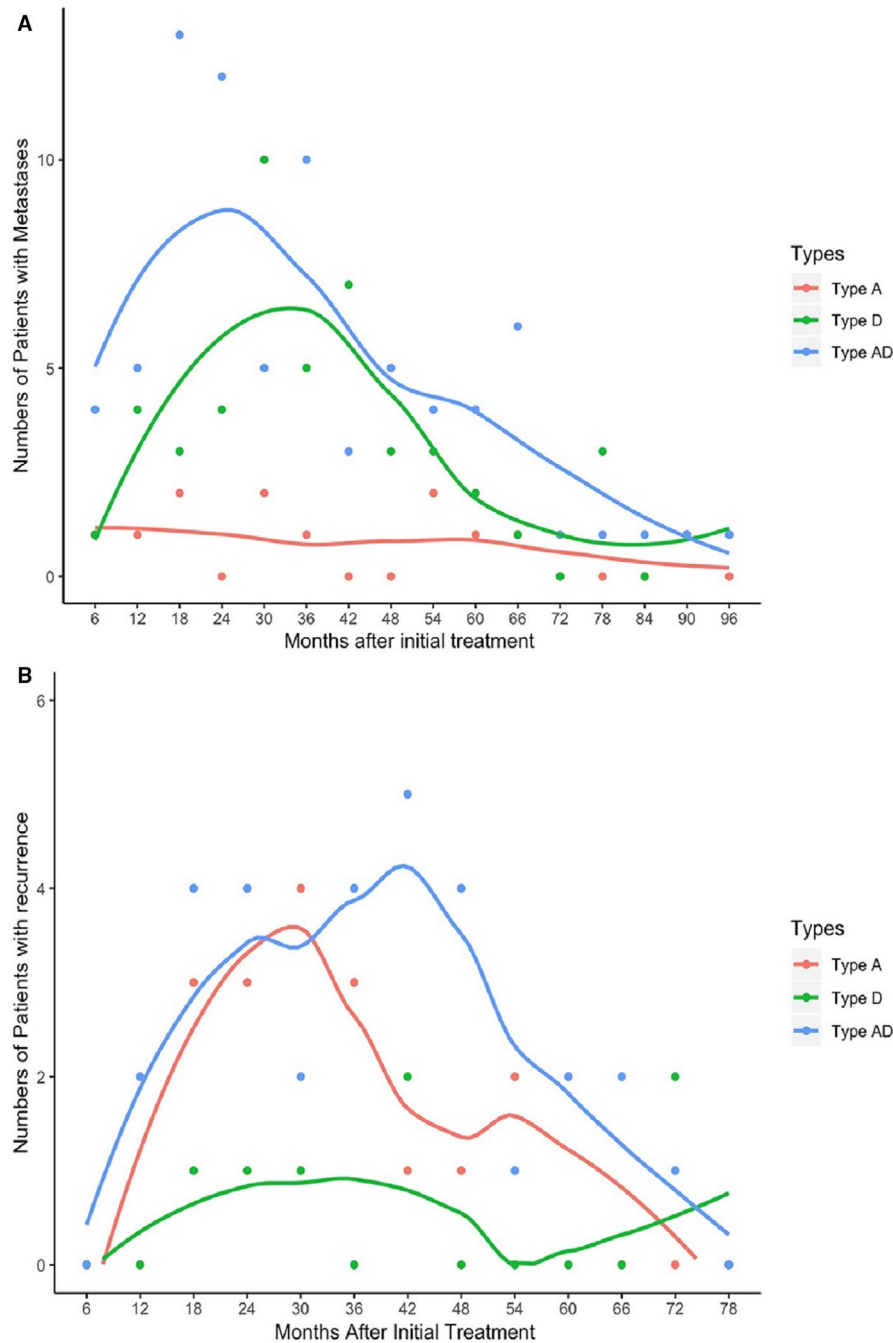 A
Numbers of Patients with Metastases
10
5
0
6 12 18 24 30 36 42 48 54 60 66 72 78 84 90 96
Months after initial treatment
Types
Type A
Type D
Type AD
B
Numbers of Patients with recurrence
6
4
2
0
6 12 18 24 30 36 42 48 54 60 66 72 78
Months After Initial Treatment
Types
Type A
Type D
Type AD